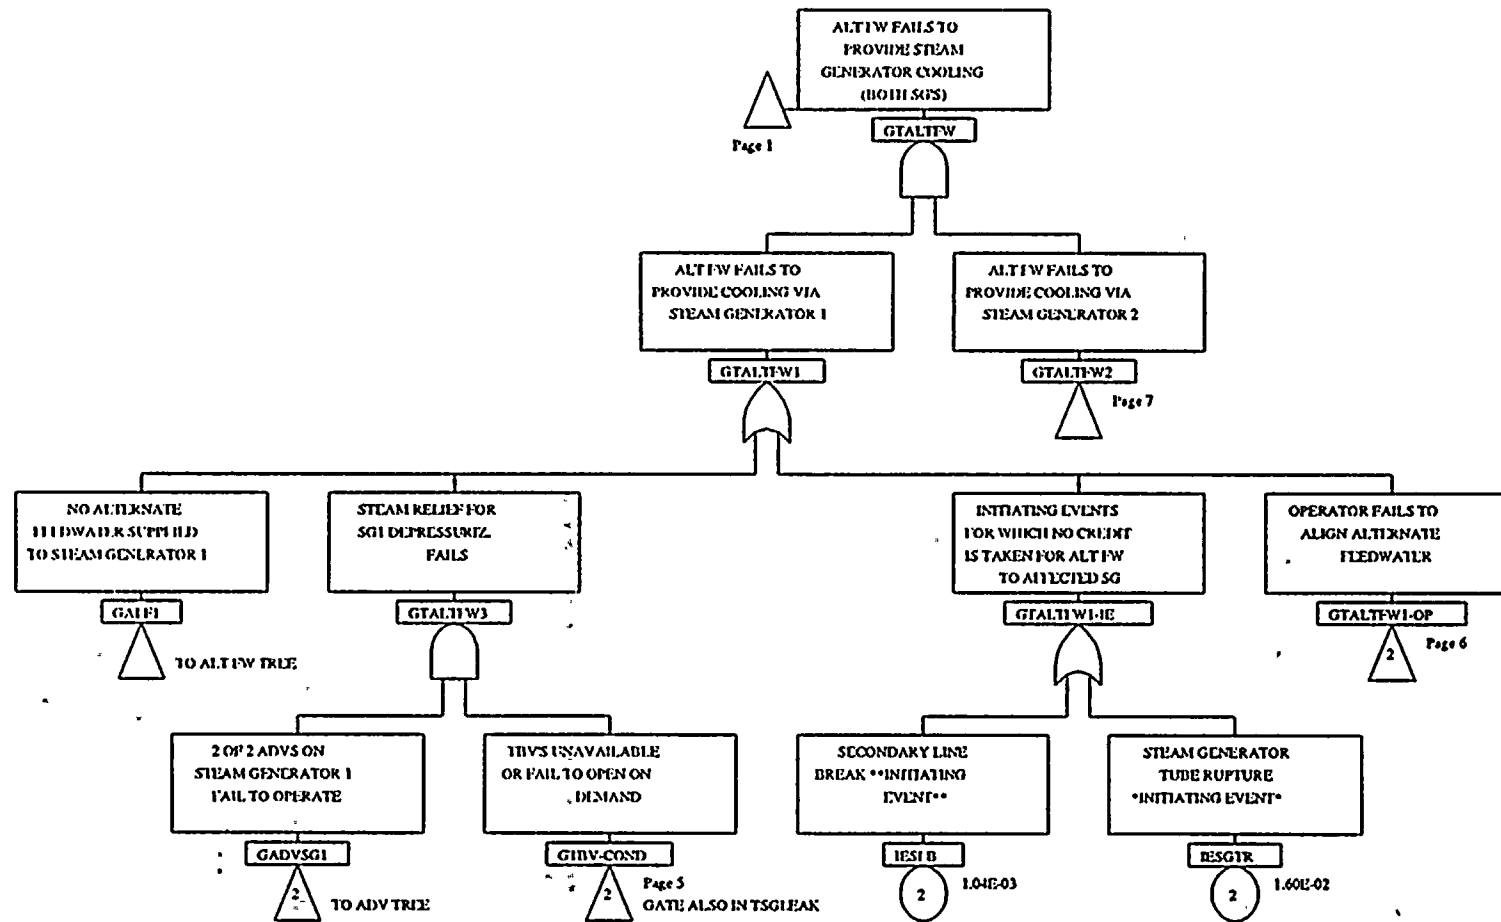 ALT FW FAILS TO
PROVIDE STEAM
GENERATOR COOLING
(BOTH SG'S)
GTALTFW
Page 1
ALT FW FAILS TO
PROVIDE COOLING VIA
STEAM GENERATOR 1
GTALTFW1
ALT FW FAILS TO
PROVIDE COOLING VIA
STEAM GENERATOR 2
GTALTFW2
Page 7
NO ALTERNATE
FEEDWATER SUPPLIED
TO STEAM GENERATOR 1
GALF1
TO ALT FW TREE
STEAM RELIEF FOR
SG1 DEPRESSURIZ.
FAILS
GTALTFW3
INITIATING EVENTS
FOR WHICH NO CREDIT
IS TAKEN FOR ALT FW
TO AFFECTED SG
GTALTFW1-IE
OPERATOR FAILS TO
ALIGN ALTERNATE
FEEDWATER
GTALTFW1-OP
2
Page 6
2 OF 2 ADVS ON
STEAM GENERATOR 1
FAIL TO OPERATE
GADVSG1
2
TO ADV TREE
TBV'S UNAVAILABLE
OR FAIL TO OPEN ON
DEMAND
GTBV-COND
2
Page 5
GATE ALSO IN TSGLEAK
SECONDARY LINE
BREAK **INITIATING
EVENT**
IESLB
2
1.04E-03
STEAM GENERATOR
TUBE RUPTURE
*INITIATING EVENT*
IESGTR
2
1.60E-02